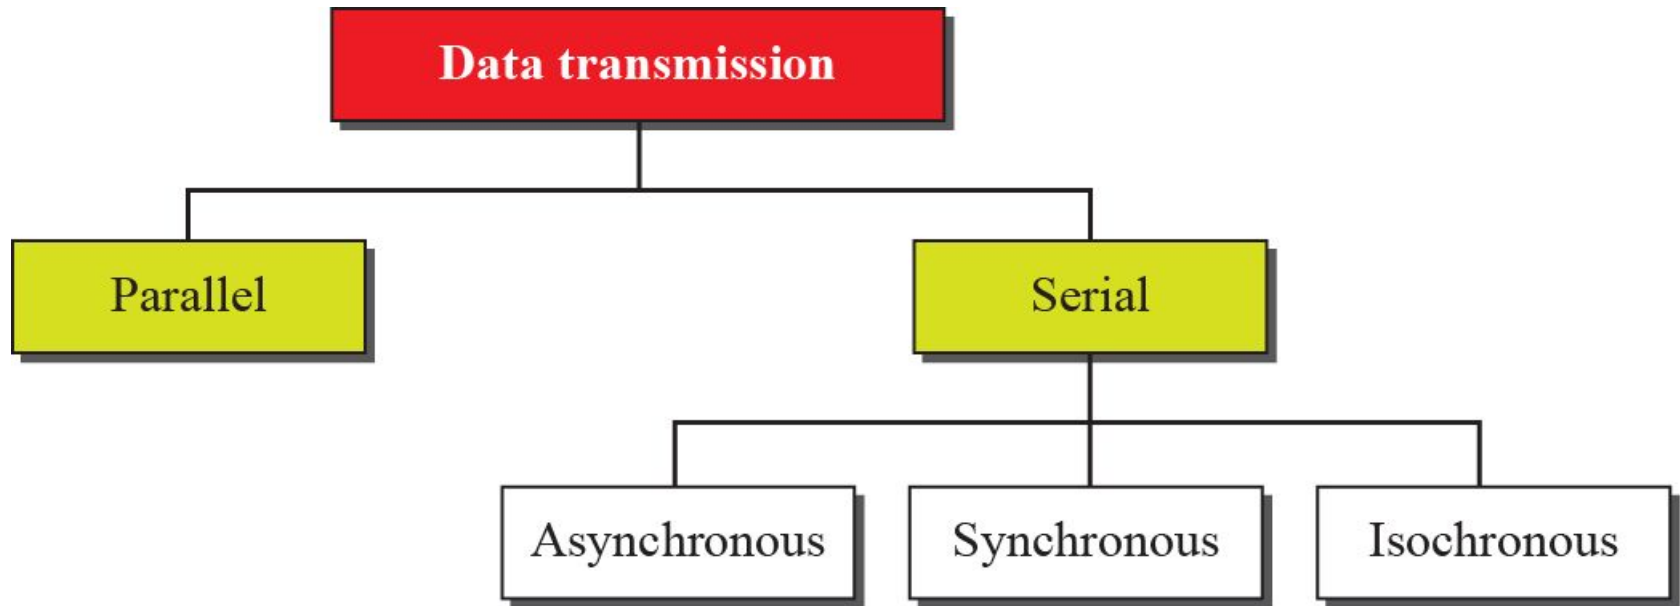 Data transmission
Parallel
Serial
Asynchronous
Synchronous
Isochronous